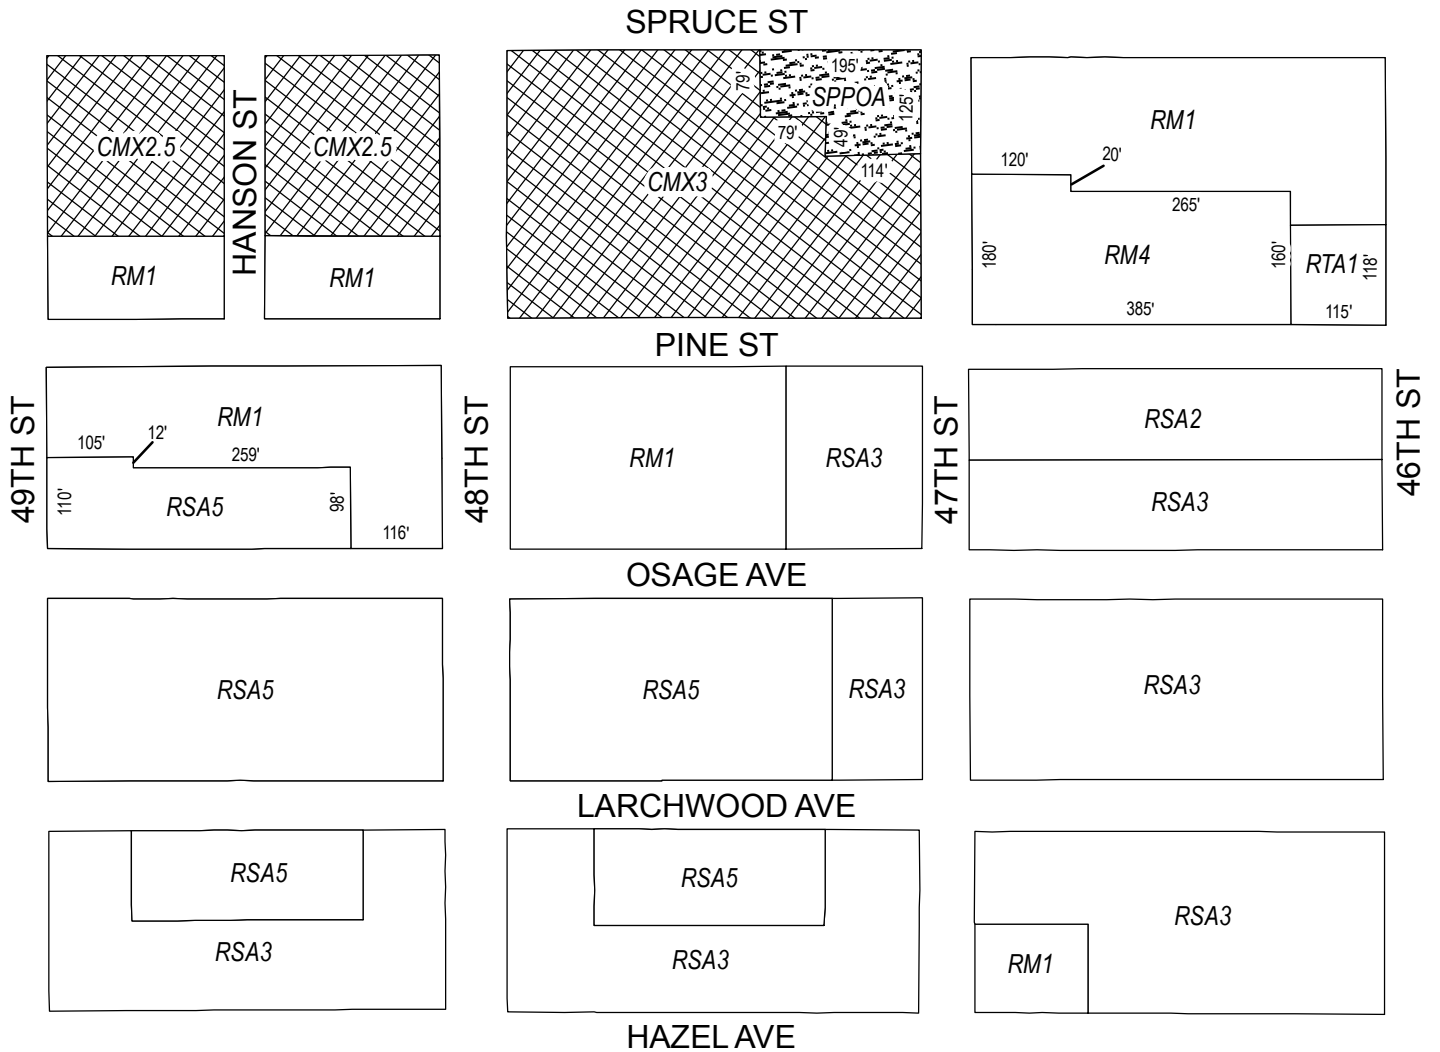 SPRUCE ST
CMX2.5
HANSON ST
CMX2.5
RM1
RM1
79'
195'
SPPOA
125'
79'
49'
114'
CMX3
RM1
120'
20'
265'
180'
RM4
160'
RTA1
118'
385'
115'
PINE ST
49TH ST
RM1
105'
12'
259'
110'
RSA5
98'
116'
48TH ST
RM1
RSA3
47TH ST
RSA2
RSA3
46TH ST
OSAGE AVE
RSA5
RSA5
RSA3
RSA3
LARCHWOOD AVE
RSA5
RSA3
RSA5
RSA3
RSA3
RM1
HAZEL AVE